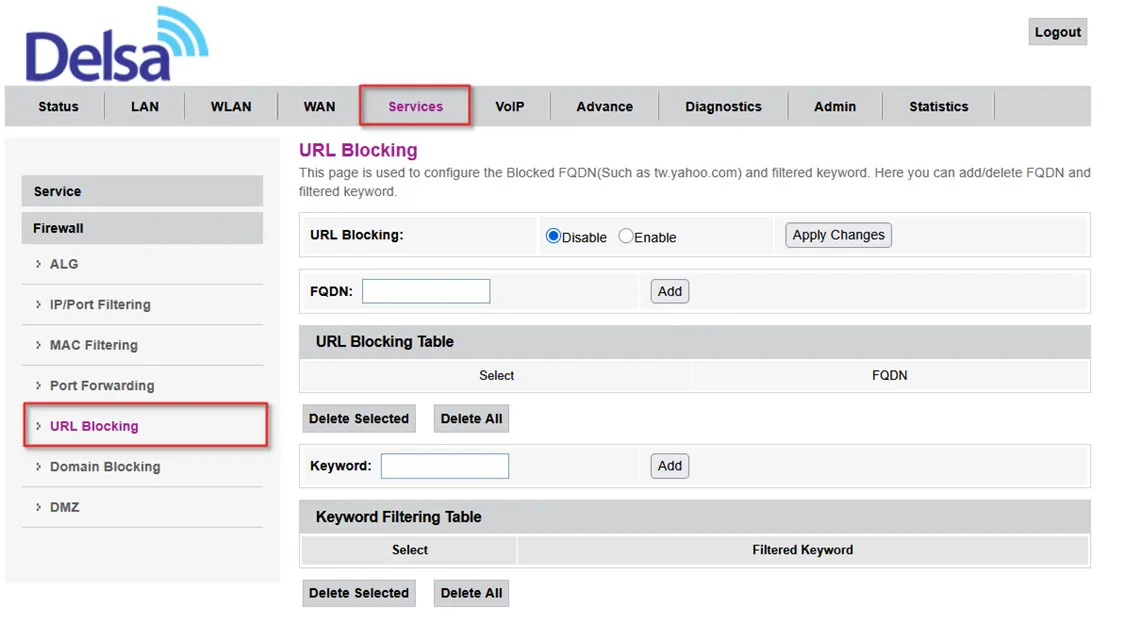 Delsa
Logout
Status LAN WLAN WAN Services VoIP Advance Diagnostics Admin Statistics
Service
Firewall
ALG
IP/Port Filtering
MAC Filtering
Port Forwarding
URL Blocking
Domain Blocking
DMZ
URL Blocking
This page is used to configure the Blocked FQDN(Such as tw.yahoo.com) and filtered keyword. Here you can add/delete FQDN and
filtered keyword.
URL Blocking: Disable Enable Apply Changes
FQDN: Add
URL Blocking Table
Select FQDN
Delete Selected Delete All
Keyword: Add
Keyword Filtering Table
Select Filtered Keyword
Delete Selected Delete All